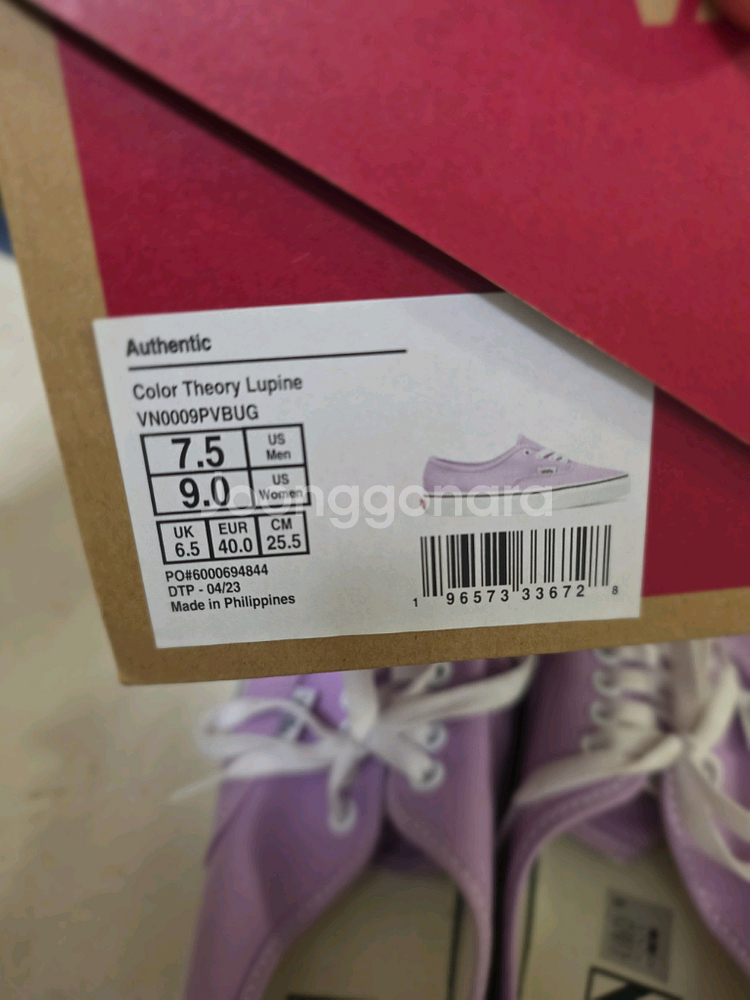 Authentic
Color Theory Lupine
VN0009PVBUG
7.5 US Men
9.0 US Women
UK 6.5 EUR 40.0 CM 25.5
PO#6000694844
DTP - 04/23
Made in Philippines
1 96573 33672 8
joonggonara